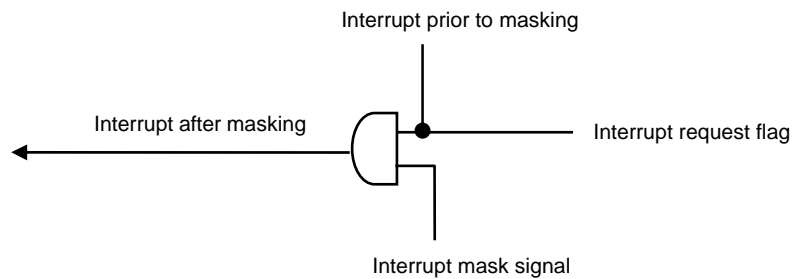 Interrupt prior to masking
Interrupt after masking
Interrupt request flag
Interrupt mask signal